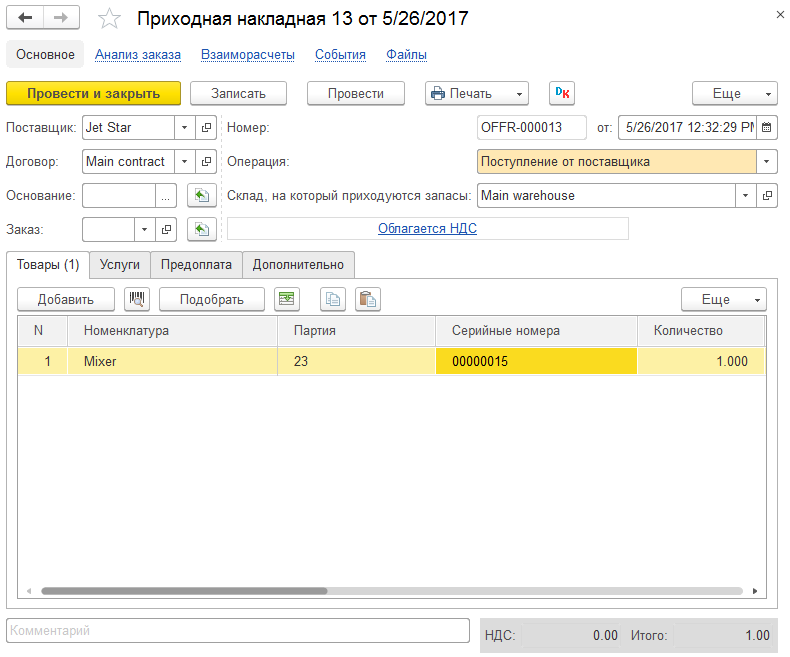 Приходная накладная 13 от 5/26/2017
Основное Анализ заказа Взаиморасчеты События Файлы
Провести и закрыть Записать Провести Печать Dк Еще
Поставщик: Jet Star Номер: OFFR-000013 от: 5/26/2017 12:32:29 PM
Договор: Main contract Операция: Поступление от поставщика
Основание: ... Склад, на который приходуются запасы: Main warehouse
Заказ: Облагается НДС
Товары (1) Услуги Предоплата Дополнительно
Добавить Подобрать Еще
N Номенклатура Партия Серийные номера Количество
1 Mixer 23 00000015 1.000
Комментарий НДС: 0.00 Итого: 1.00